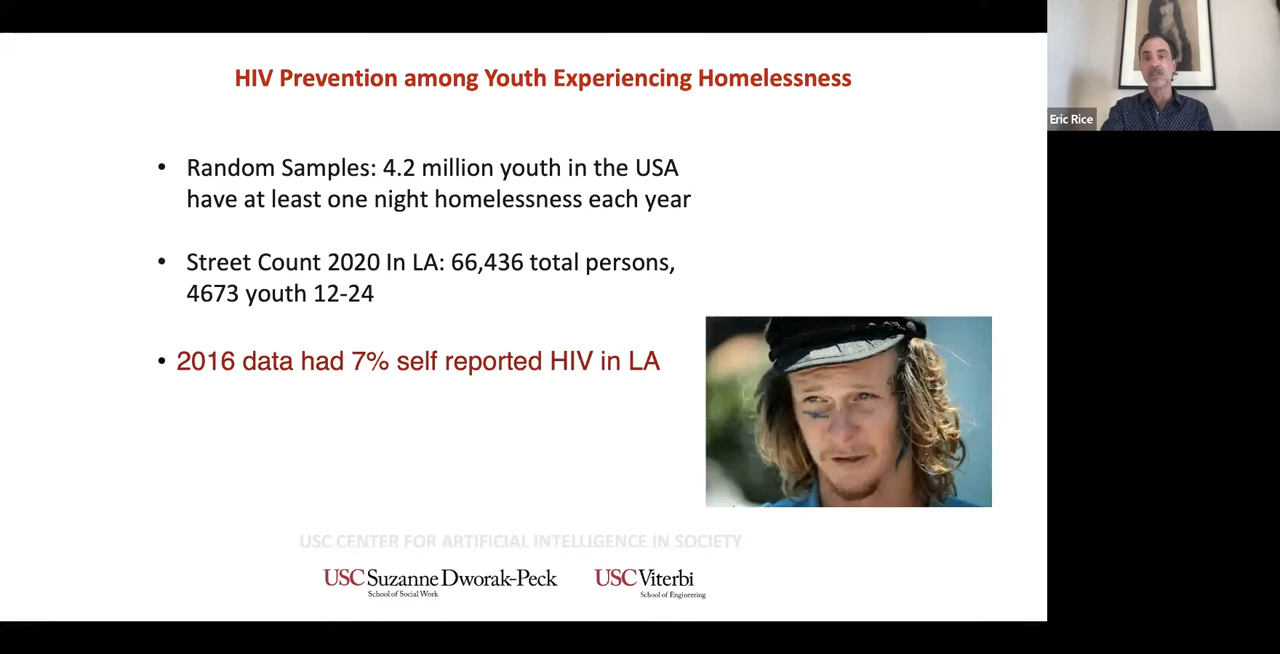 HIV Prevention among Youth Experiencing Homelessness
Eric Rice
• Random Samples: 4.2 million youth in the USA
have at least one night homelessness each year
• Street Count 2020 In LA: 66,436 total persons,
4673 youth 12-24
• 2016 data had 7% self reported HIV in LA
USC CENTER FOR ARTIFICIAL INTELLIGENCE IN SOCIETY
USC Suzanne Dworak-Peck
School of Social Work
USC Viterbi
School of Engineering